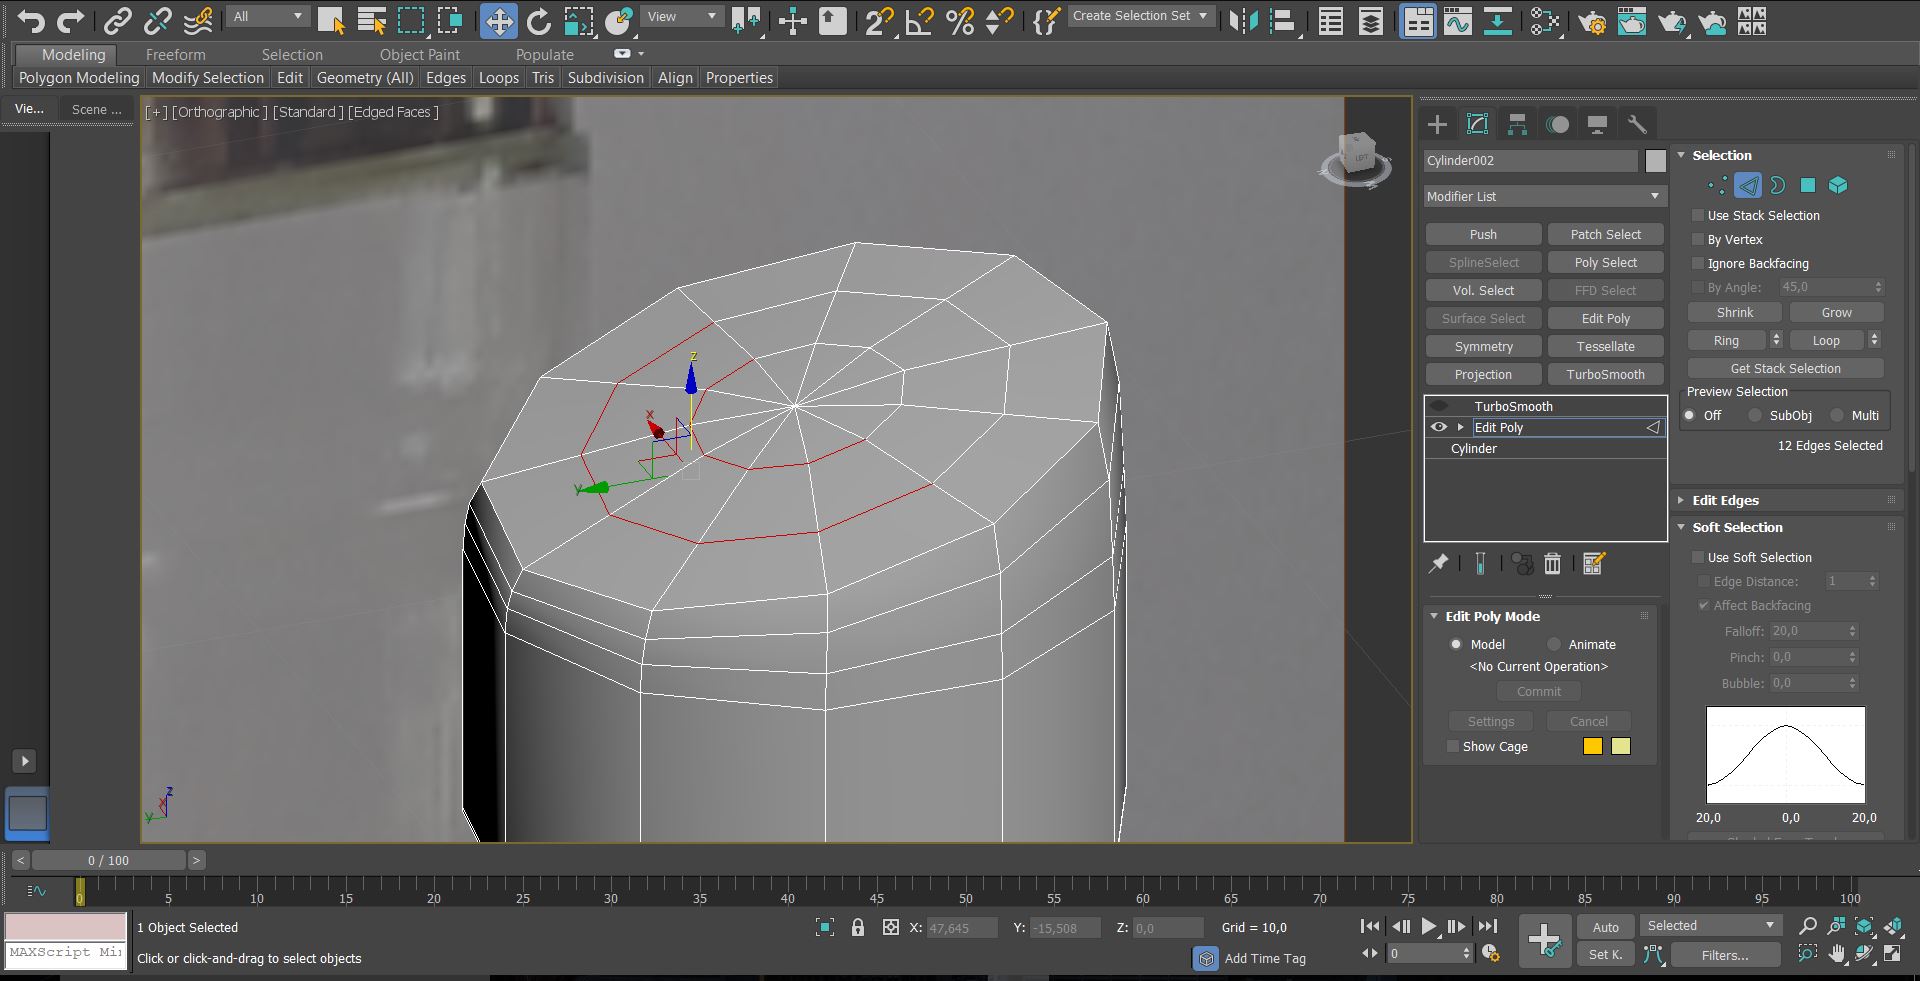 All
View
Create Selection Set
Modeling Freeform Selection Object Paint Populate
Polygon Modeling Modify Selection Edit Geometry (All) Edges Loops Tris Subdivision Align Properties
Vie... Scene ...
[+] [Orthographic ] [Standard ] [Edged Faces ]
LEFT
z
x
y
z
x
y
Cylinder002
Modifier List
Push Patch Select
SplineSelect Poly Select
Vol. Select FFD Select
Surface Select Edit Poly
Symmetry Tessellate
Projection TurboSmooth
TurboSmooth
Edit Poly
Cylinder
Edit Poly Mode
Model Animate
<No Current Operation>
Commit
Settings Cancel
Show Cage
Selection
Use Stack Selection
By Vertex
Ignore Backfacing
By Angle: 45,0
Shrink Grow
Ring Loop
Get Stack Selection
Preview Selection
Off SubObj Multi
12 Edges Selected
Edit Edges
Soft Selection
Use Soft Selection
Edge Distance: 1
Affect Backfacing
Falloff: 20,0
Pinch: 0,0
Bubble: 0,0
20,0 0,0 20,0
< 0 / 100 >
0 5 10 15 20 25 30 35 40 45 50 55 60 65 70 75 80 85 90 95 100
1 Object Selected
X: 47,645 Y: -15,508 Z: 0,0 Grid = 10,0
Auto Selected
MAXScript Mi
Click or click-and-drag to select objects
Add Time Tag
0
Set K. Filters...